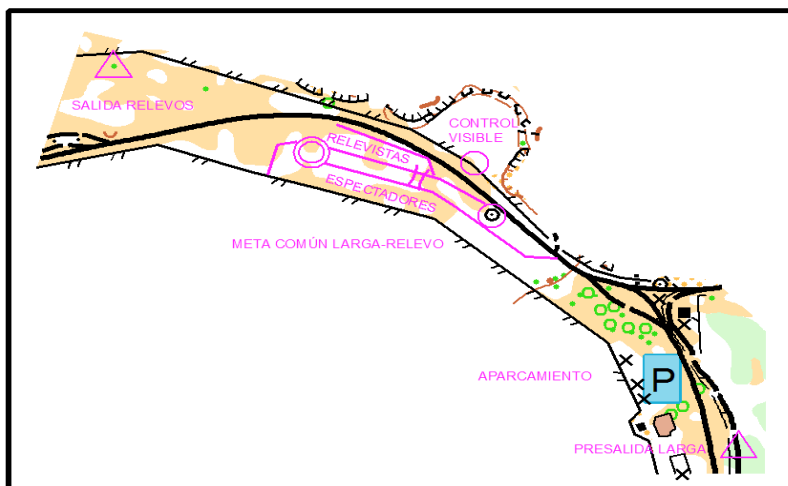 SALIDA RELEVOS
CONTROL
VISIBLE
RELEVISTAS
ESPECTADORES
META COMÚN LARGA-RELEVO
APARCAMIENTO
P
PRESALIDA LARGA